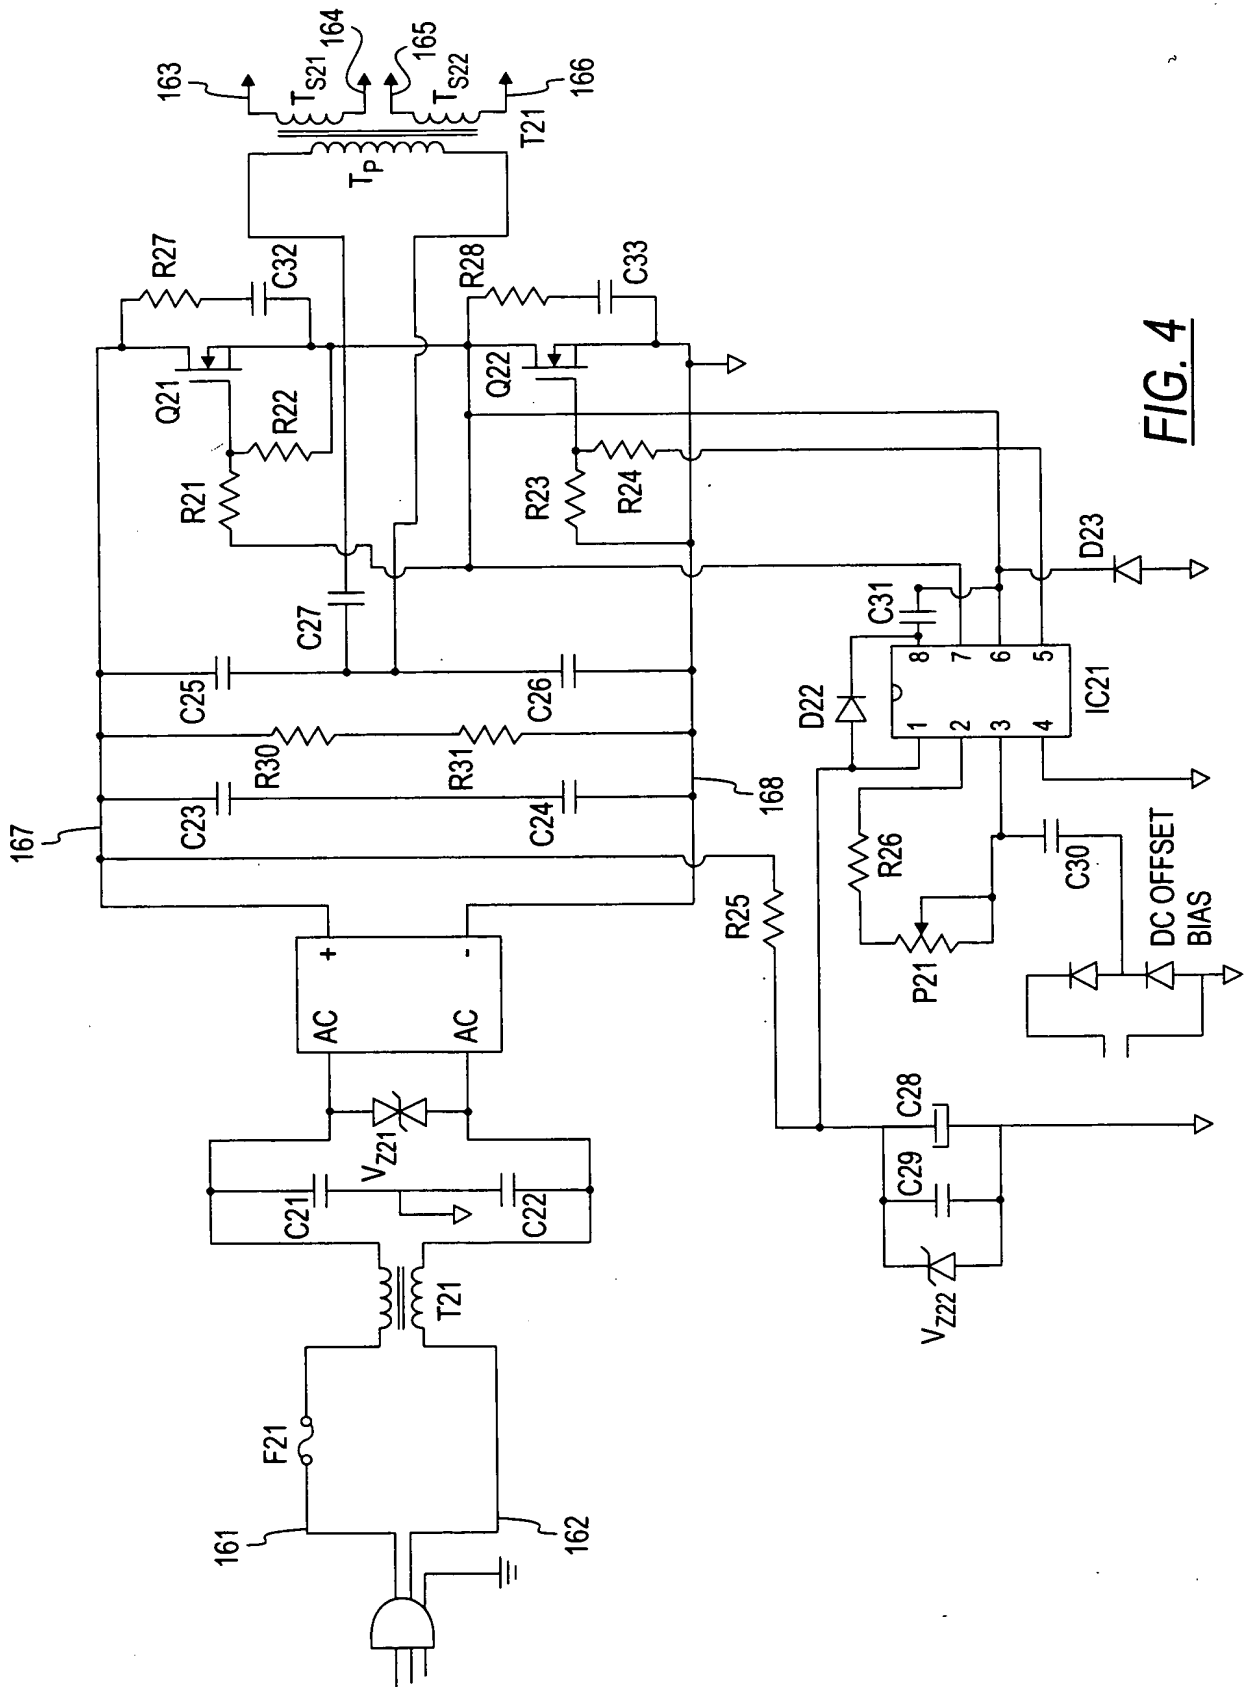 161
162
F21
T21
C21
C22
VZ21
AC
AC
+
-
167
168
C23
C24
R30
R31
C25
C26
C27
R21
R22
Q21
R23
R24
Q22
R27
C32
R28
C33
TP
TS21
TS22
T21
163
164
165
166
R25
VZ22
C29
C28
P21
R26
C30
DC OFFSET
BIAS
D22
C31
1
2
3
4
8
7
6
5
IC21
D23
FIG. 4